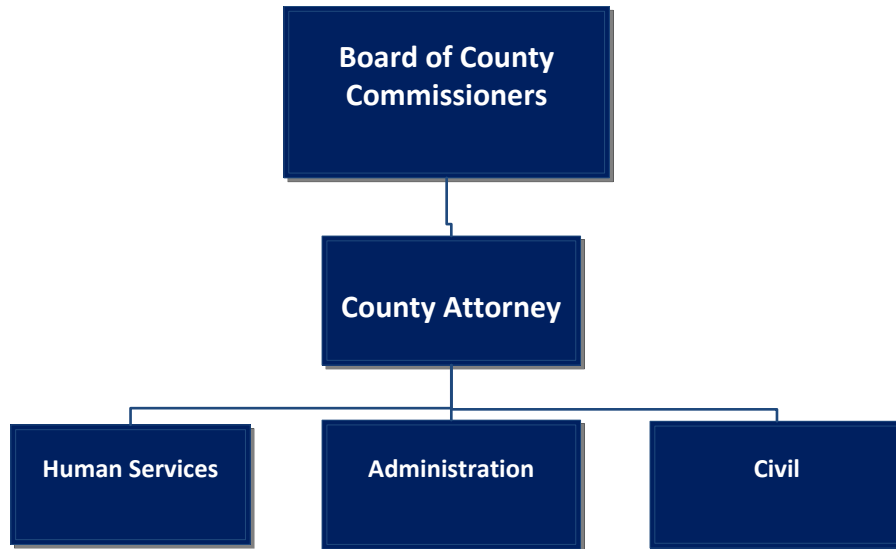 Board of County
Commissioners
County Attorney
Human Services
Administration
Civil